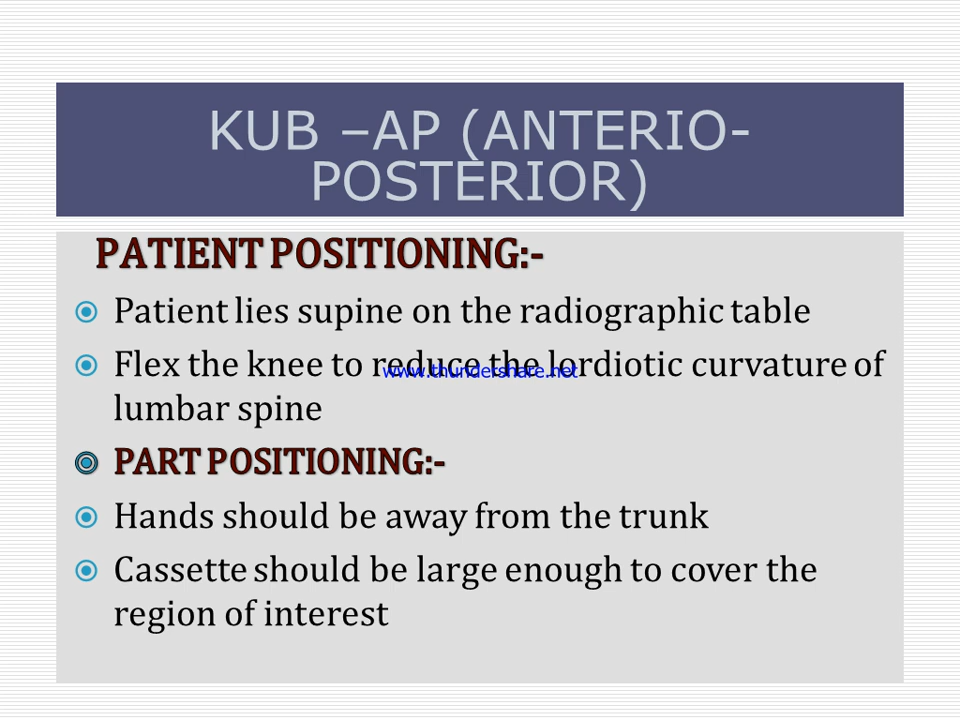 KUB –AP (ANTERIO-
POSTERIOR)
PATIENT POSITIONING:-
Patient lies supine on the radiographic table
Flex the knee to reduce the lordiotic curvature of
www.thundershare.net
lumbar spine
PART POSITIONING:-
Hands should be away from the trunk
Cassette should be large enough to cover the
region of interest